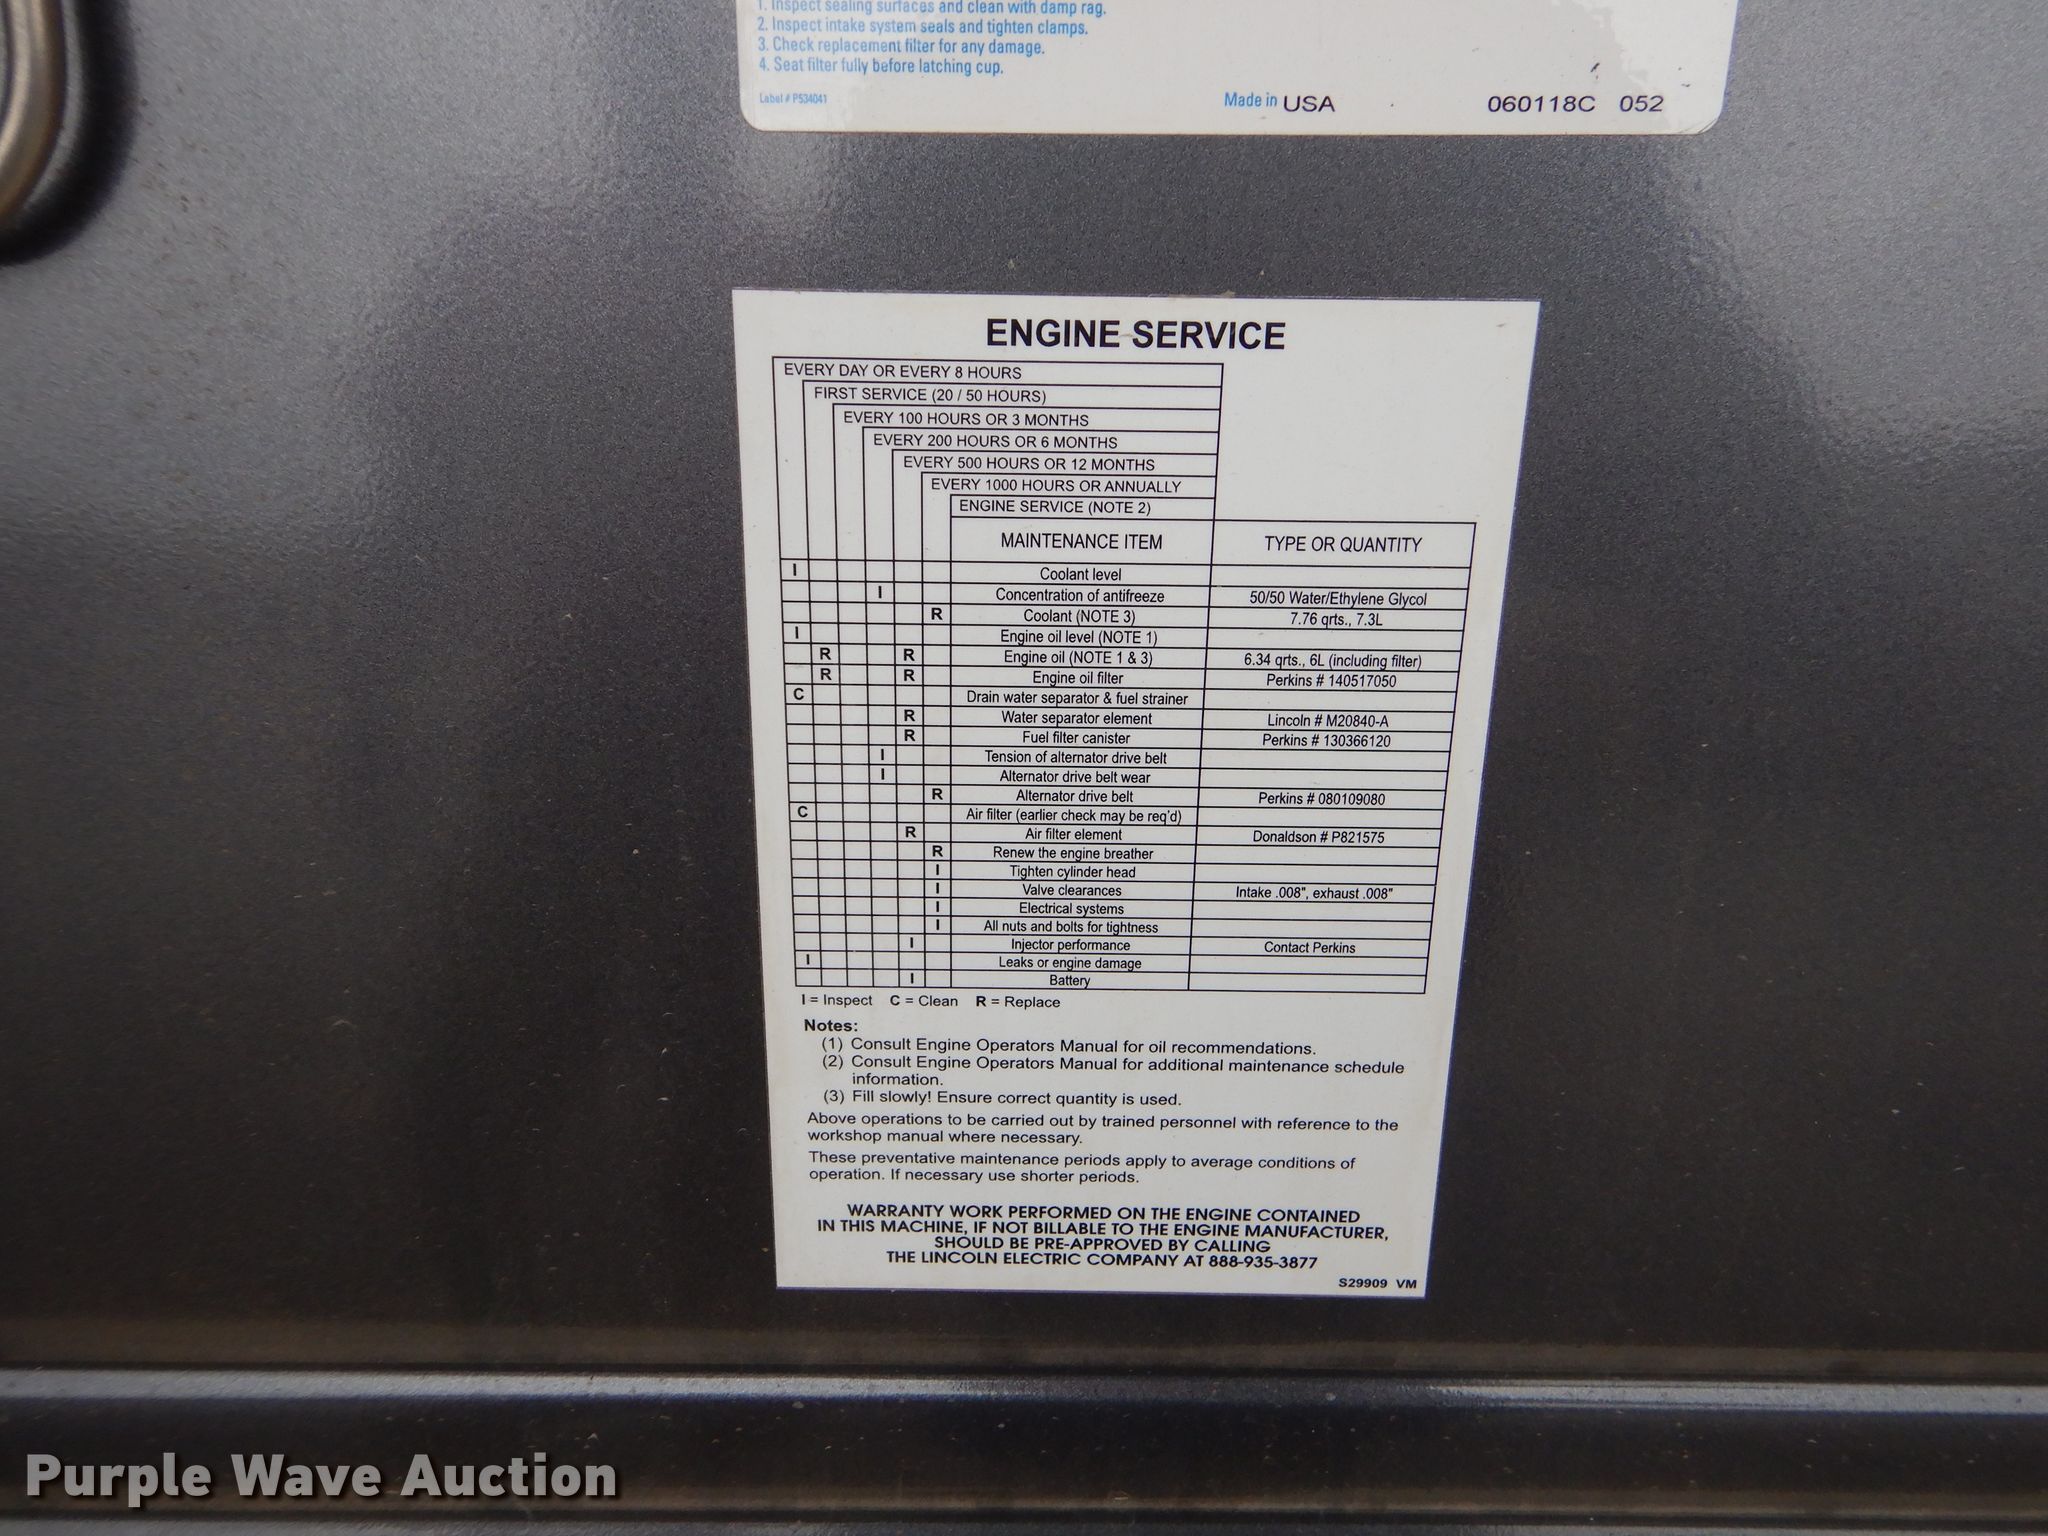 1. Inspect sealing surfaces and clean with damp rag.
2. Inspect intake system seals and tighten clamps.
3. Check replacement filter for any damage.
4. Seat filter fully before latching cup.
Label # P534041
Made in USA 060118C 052
ENGINE SERVICE
EVERY DAY OR EVERY 8 HOURS
FIRST SERVICE (20 / 50 HOURS)
EVERY 100 HOURS OR 3 MONTHS
EVERY 200 HOURS OR 6 MONTHS
EVERY 500 HOURS OR 12 MONTHS
EVERY 1000 HOURS OR ANNUALLY
ENGINE SERVICE (NOTE 2)
MAINTENANCE ITEM TYPE OR QUANTITY
I Coolant level
I Concentration of antifreeze 50/50 Water/Ethylene Glycol
R Coolant (NOTE 3) 7.76 qrts., 7.3L
I Engine oil level (NOTE 1)
R R Engine oil (NOTE 1 & 3) 6.34 qrts., 6L (including filter)
R R Engine oil filter Perkins # 140517050
C Drain water separator & fuel strainer
R Water separator element Lincoln # M20840-A
R Fuel filter canister Perkins # 130366120
I Tension of alternator drive belt
I Alternator drive belt wear
R Alternator drive belt Perkins # 080109080
C Air filter (earlier check may be req'd)
R Air filter element Donaldson # P821575
R Renew the engine breather
I Tighten cylinder head
I Valve clearances Intake .008", exhaust .008"
I Electrical systems
I All nuts and bolts for tightness
I Injector performance Contact Perkins
I Leaks or engine damage
I Battery
I = Inspect C = Clean R = Replace
Notes:
(1) Consult Engine Operators Manual for oil recommendations.
(2) Consult Engine Operators Manual for additional maintenance schedule
information.
(3) Fill slowly! Ensure correct quantity is used.
Above operations to be carried out by trained personnel with reference to the
workshop manual where necessary.
These preventative maintenance periods apply to average conditions of
operation. If necessary use shorter periods.
WARRANTY WORK PERFORMED ON THE ENGINE CONTAINED
IN THIS MACHINE, IF NOT BILLABLE TO THE ENGINE MANUFACTURER,
SHOULD BE PRE-APPROVED BY CALLING
THE LINCOLN ELECTRIC COMPANY AT 888-935-3877
S29909 VM
Purple Wave Auction